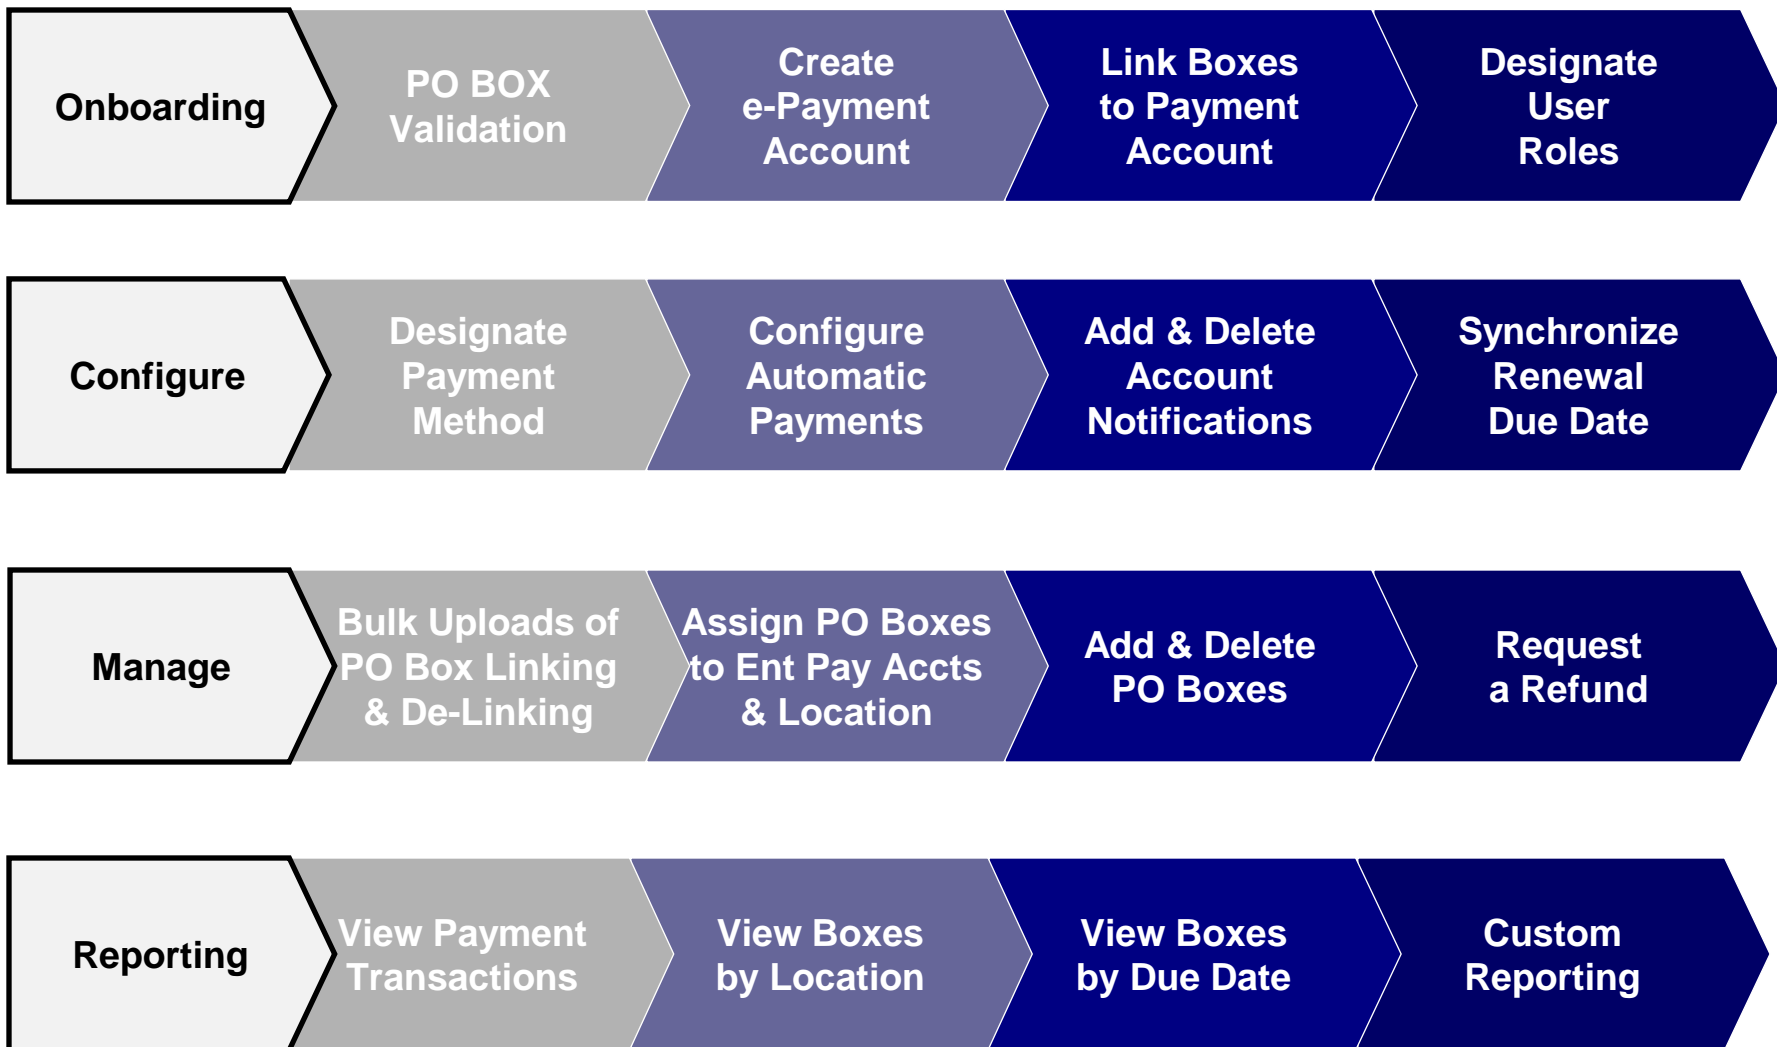 Onboarding
PO BOX
Validation
Create
e-Payment
Account
Link Boxes
to Payment
Account
Designate
User
Roles
Configure
Designate
Payment
Method
Configure
Automatic
Payments
Add & Delete
Account
Notifications
Synchronize
Renewal
Due Date
Manage
Bulk Uploads of
PO Box Linking
& De-Linking
Assign PO Boxes
to Ent Pay Accts
& Location
Add & Delete
PO Boxes
Request
a Refund
Reporting
View Payment
Transactions
View Boxes
by Location
View Boxes
by Due Date
Custom
Reporting